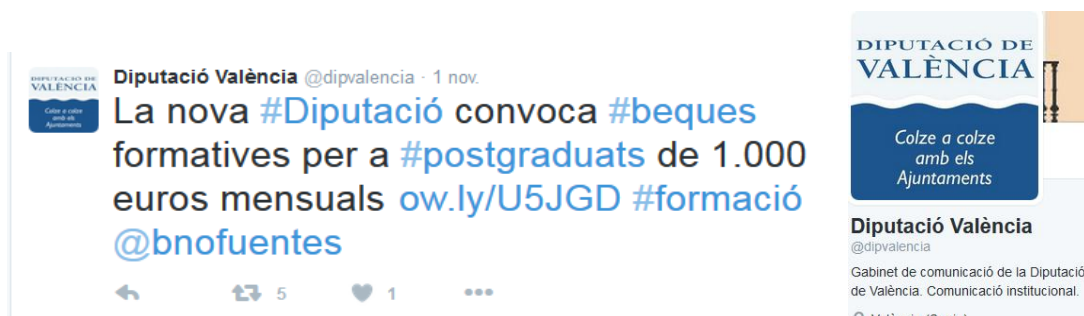 DIPUTACIÓ DE
VALÈNCIA
Colze a colze
amb els
Ajuntaments
Diputació València @dipvalencia · 1 nov.
La nova #Diputació convoca #beques
formatives per a #postgraduats de 1.000
euros mensuals ow.ly/U5JGD #formació
@bnofuentes
5
1
DIPUTACIÓ DE
VALÈNCIA
Colze a colze
amb els
Ajuntaments
Diputació València
@dipvalencia
Gabinet de comunicació de la Diputació
de València. Comunicació institucional.